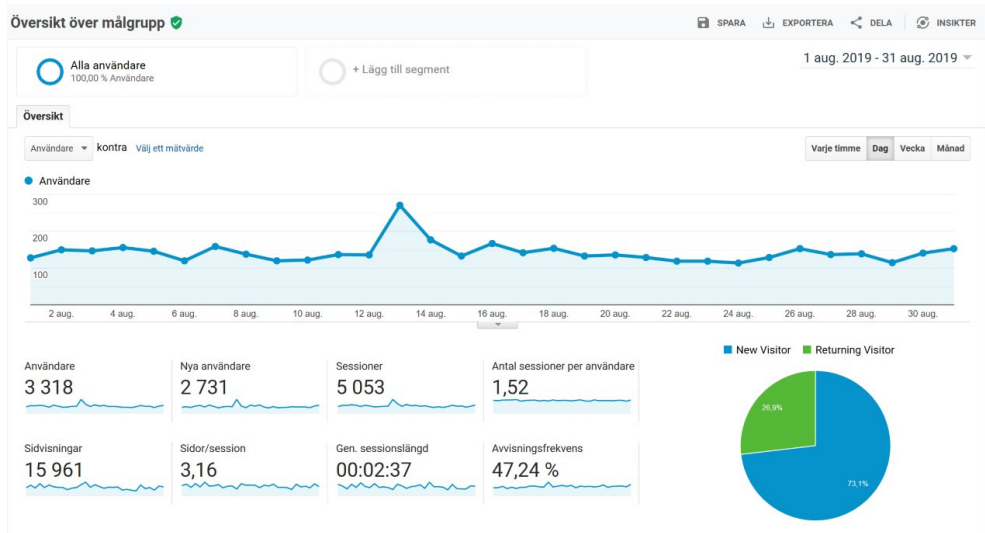 Översikt över målgrupp
SPARA EXPORTERA DELA INSIKTER
Alla användare
100,00 % Användare
+ Lägg till segment
1 aug. 2019 - 31 aug. 2019
Översikt
Användare kontra Välj ett mätvärde
Varje timme Dag Vecka Månad
Användare
300
200
100
2 aug. 4 aug. 6 aug. 8 aug. 10 aug. 12 aug. 14 aug. 16 aug. 18 aug. 20 aug. 22 aug. 24 aug. 26 aug. 28 aug. 30 aug.
New Visitor Returning Visitor
Användare
3 318
Nya användare
2 731
Sessioner
5 053
Antal sessioner per användare
1,52
Sidvisningar
15 961
Sidor/session
3,16
Gen. sessionslängd
00:02:37
Avvisningsfrekvens
47,24 %
26,9%
73,1%